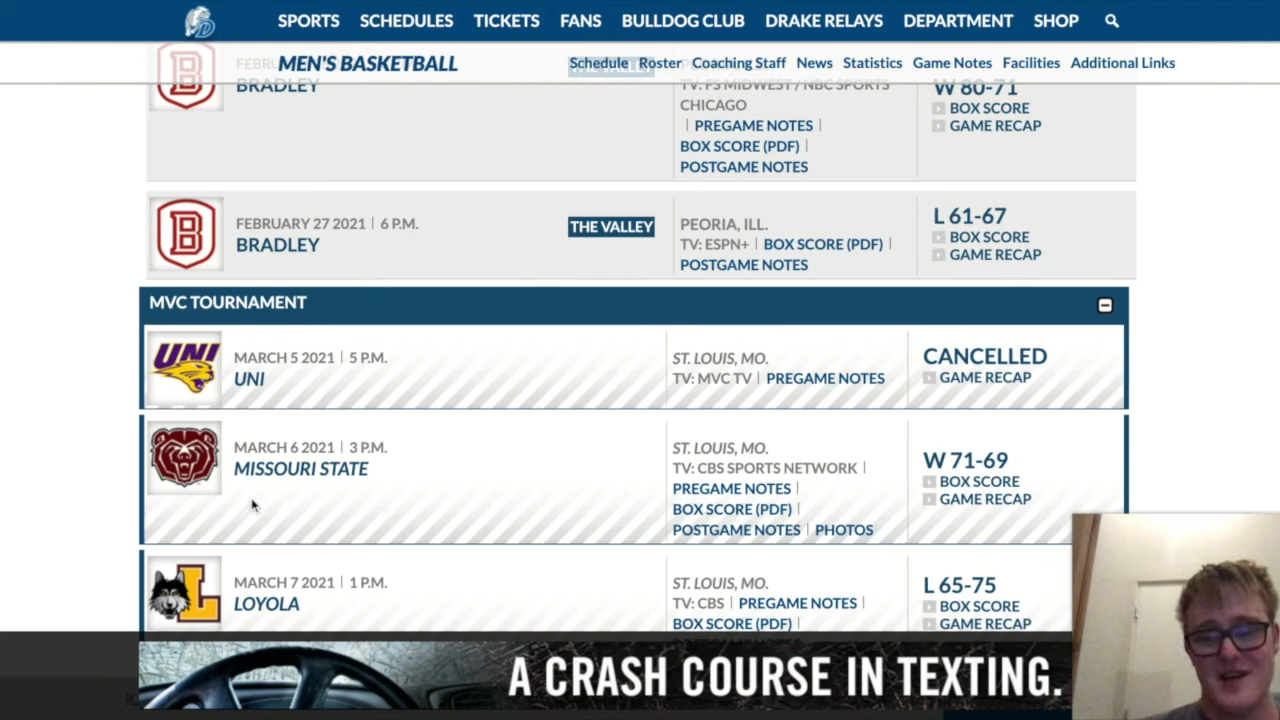 SPORTS SCHEDULES TICKETS FANS BULLDOG CLUB DRAKE RELAYS DEPARTMENT SHOP
MEN'S BASKETBALL
Schedule Roster Coaching Staff News Statistics Game Notes Facilities Additional Links
B
BRADLEY
TV: FS MIDWEST / NBC SPORTS
CHICAGO
| PREGAME NOTES |
BOX SCORE (PDF) |
POSTGAME NOTES
W 80-71
BOX SCORE
GAME RECAP
B
FEBRUARY 27 2021 | 6 P.M.
BRADLEY
THE VALLEY
PEORIA, ILL.
TV: ESPN+ | BOX SCORE (PDF) |
POSTGAME NOTES
L 61-67
BOX SCORE
GAME RECAP
MVC TOURNAMENT
UNI
MARCH 5 2021 | 5 P.M.
UNI
ST. LOUIS, MO.
TV: MVC TV | PREGAME NOTES
CANCELLED
GAME RECAP
MARCH 6 2021 | 3 P.M.
MISSOURI STATE
ST. LOUIS, MO.
TV: CBS SPORTS NETWORK |
PREGAME NOTES |
BOX SCORE (PDF) |
POSTGAME NOTES | PHOTOS
W 71-69
BOX SCORE
GAME RECAP
L
MARCH 7 2021 | 1 P.M.
LOYOLA
ST. LOUIS, MO.
TV: CBS | PREGAME NOTES |
BOX SCORE (PDF) |
L 65-75
BOX SCORE
GAME RECAP
A CRASH COURSE IN TEXTING.